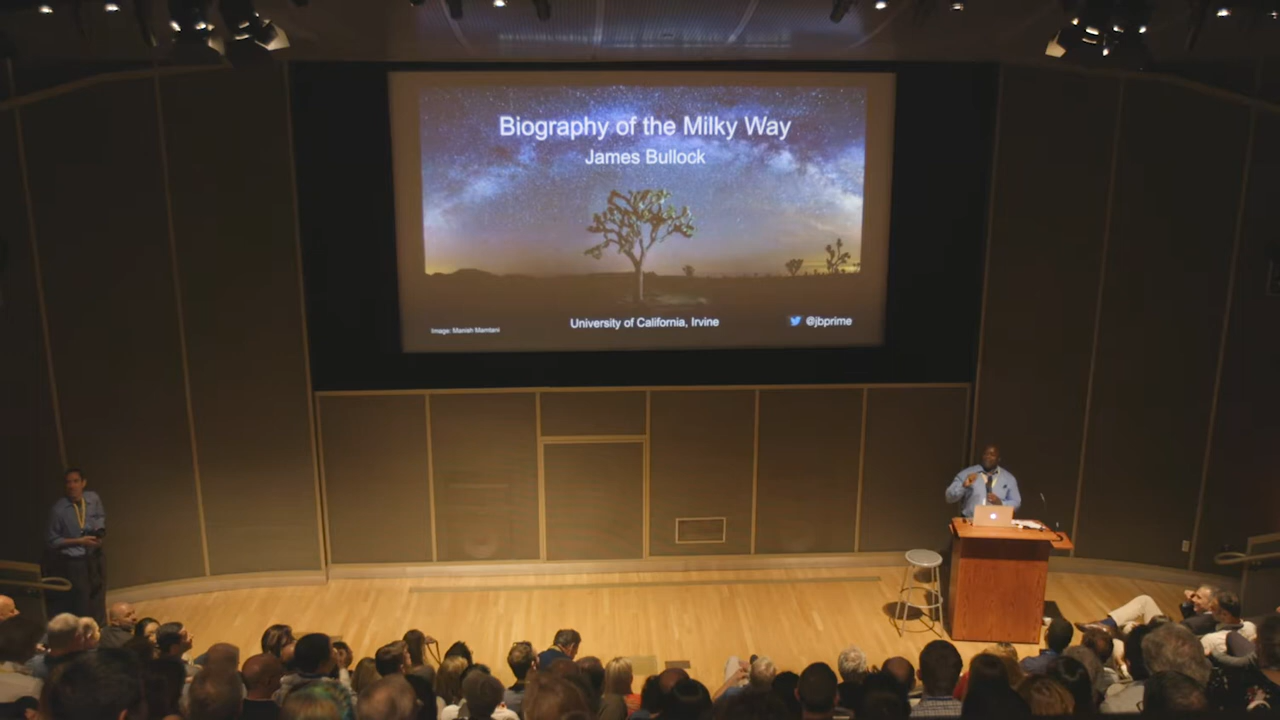 Biography of the Milky Way
James Bullock
Image: Manish Mamtani
University of California, Irvine
@jbprime